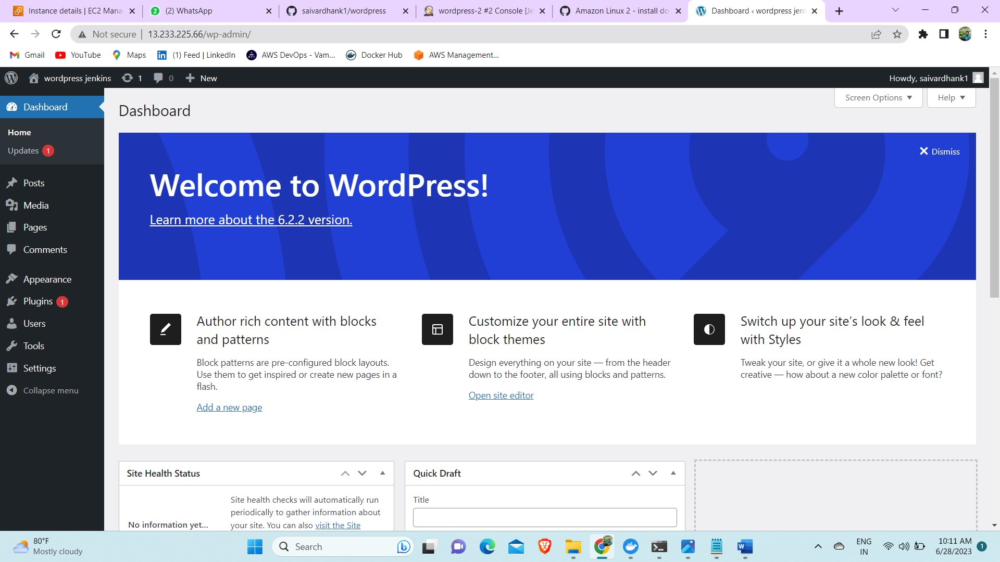 Instance details | EC2 Mana
(2) WhatsApp
saivardhank1/wordpress
wordpress-2 #2 Console [Je
Amazon Linux 2 - install do
Dashboard ‹ wordpress jen
Not secure
13.233.225.66/wp-admin/
Gmail
YouTube
Maps
(1) Feed | LinkedIn
AWS DevOps - Vam...
Docker Hub
AWS Management...
wordpress jenkins
1
0
New
Howdy, saivardhank1
Screen Options
Help
Dashboard
Home
Updates 1
Posts
Media
Pages
Comments
Appearance
Plugins 1
Users
Tools
Settings
Collapse menu
Dashboard
Dismiss
Welcome to WordPress!
Learn more about the 6.2.2 version.
Author rich content with blocks
and patterns
Block patterns are pre-configured block layouts.
Use them to get inspired or create new pages in a
flash.
Add a new page
Customize your entire site with
block themes
Design everything on your site — from the header
down to the footer, all using blocks and patterns.
Open site editor
Switch up your site’s look & feel
with Styles
Tweak your site, or give it a whole new look! Get
creative — how about a new color palette or font?
Site Health Status
No information yet...
Site health checks will automatically run
periodically to gather information about
your site. You can also visit the Site
Quick Draft
Title
80°F
Mostly cloudy
Search
ENG
IN
10:11 AM
6/28/2023
1